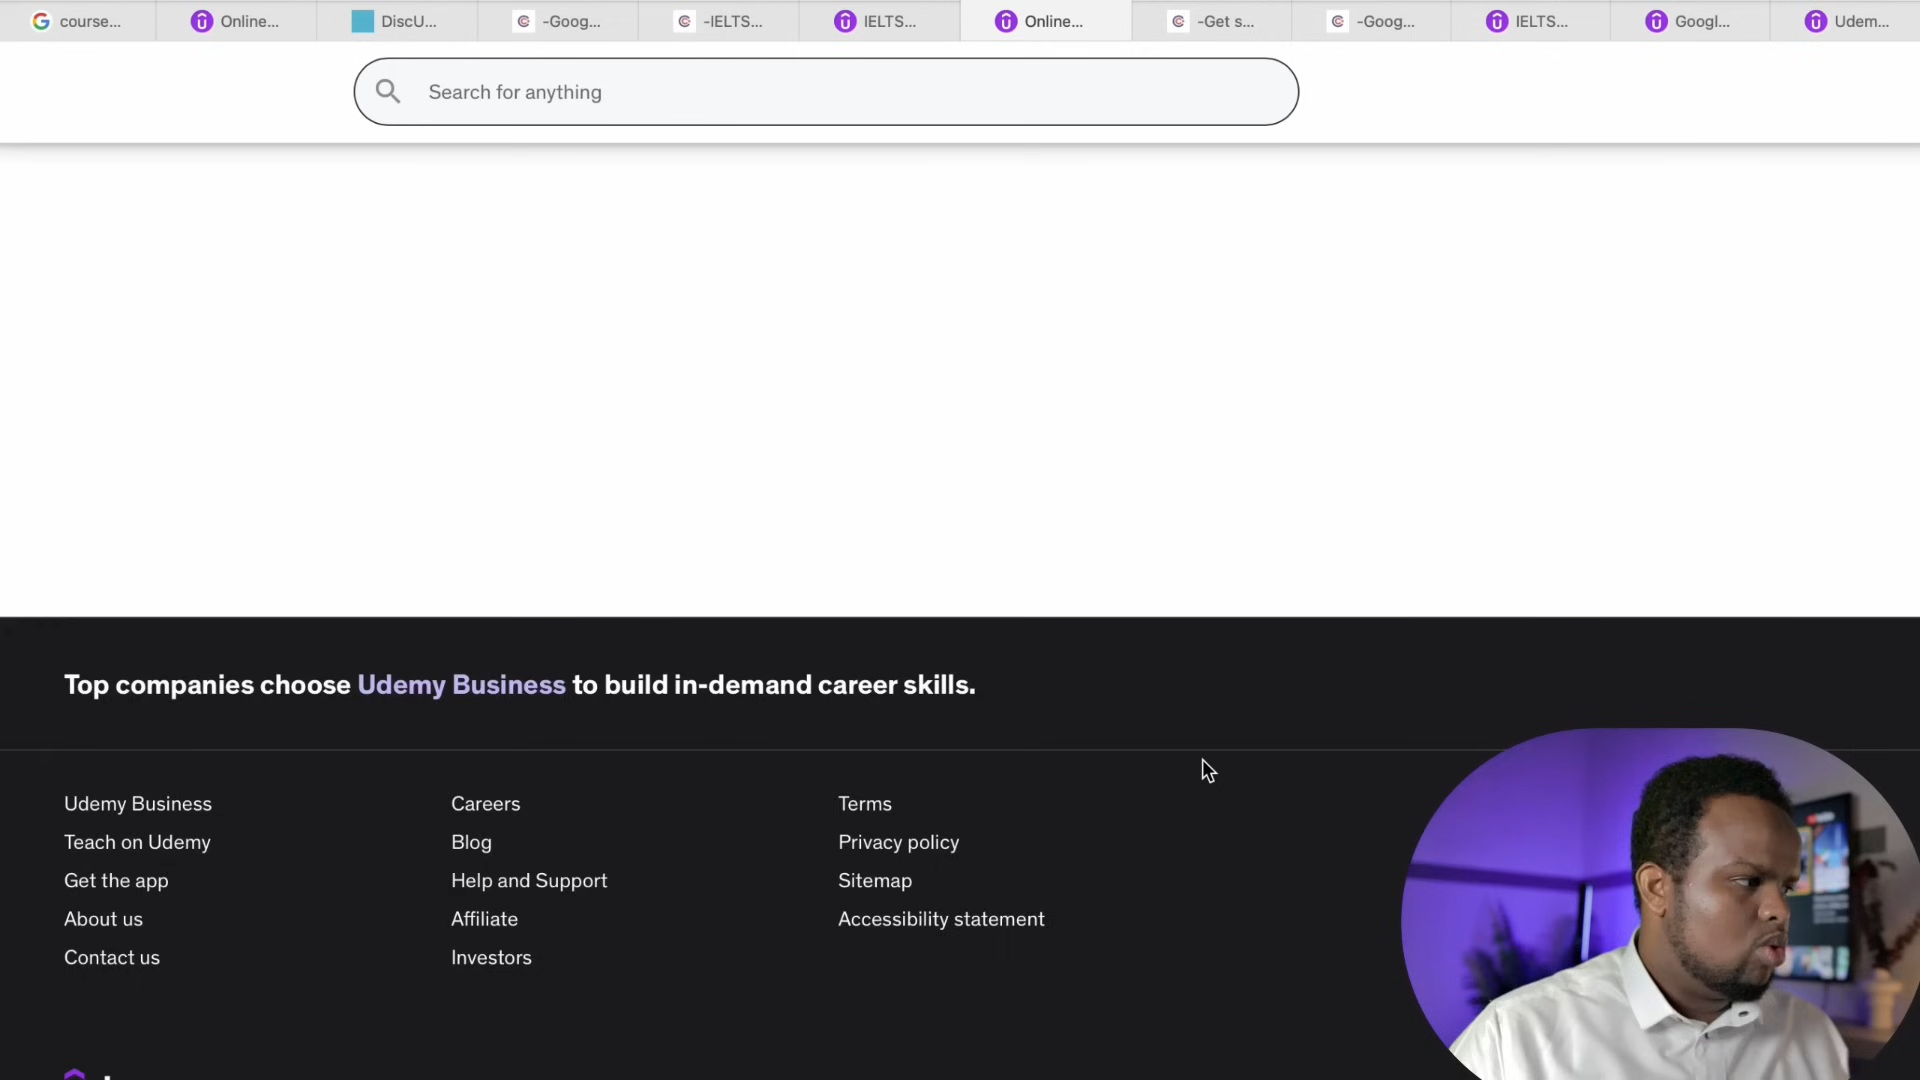 course...
Online...
DiscU...
-Goog...
-IELTS...
IELTS...
Online...
-Get s...
-Goog...
IELTS...
Googl...
Udem...
Search for anything
Top companies choose Udemy Business to build in-demand career skills.
Udemy Business
Teach on Udemy
Get the app
About us
Contact us
Careers
Blog
Help and Support
Affiliate
Investors
Terms
Privacy policy
Sitemap
Accessibility statement